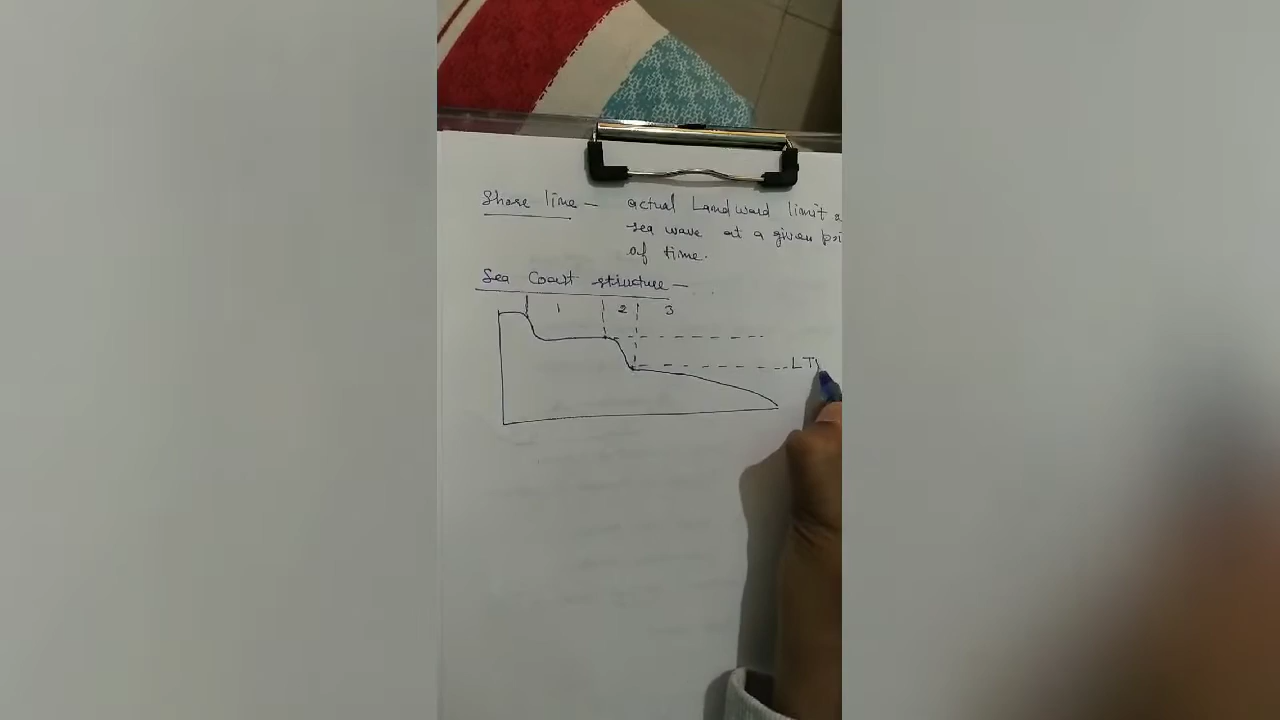 Shore line - actual Landward limit
sea wave at a given
of time.
Sea Coast structure -
1 2 3
LT